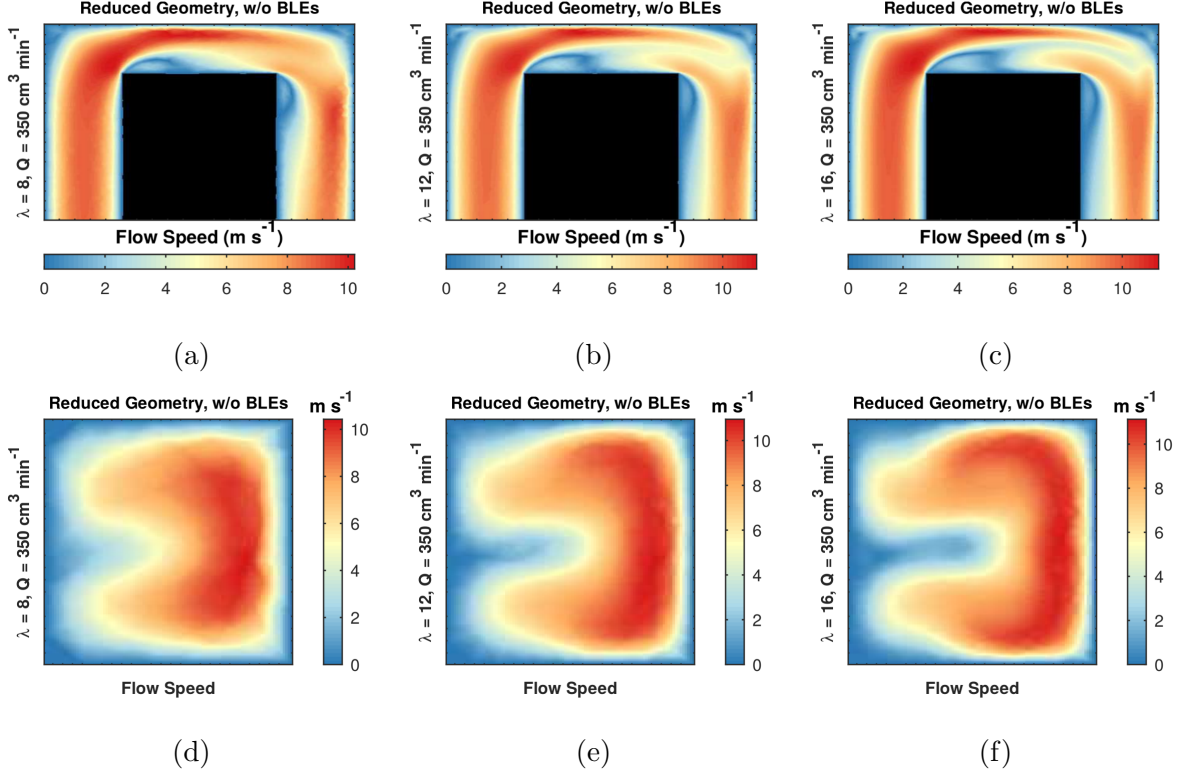 Reduced Geometry, w/o BLEs
λ = 8, Q = 350 cm3 min-1
Flow Speed (m s-1)
0 2 4 6 8 10
(a)
Reduced Geometry, w/o BLEs
λ = 12, Q = 350 cm3 min-1
Flow Speed (m s-1)
0 2 4 6 8 10
(b)
Reduced Geometry, w/o BLEs
λ = 16, Q = 350 cm3 min-1
Flow Speed (m s-1)
0 2 4 6 8 10
(c)
Reduced Geometry, w/o BLEs
m s-1
λ = 8, Q = 350 cm3 min-1
10
8
6
4
2
0
Flow Speed
(d)
Reduced Geometry, w/o BLEs
m s-1
λ = 12, Q = 350 cm3 min-1
10
8
6
4
2
0
Flow Speed
(e)
Reduced Geometry, w/o BLEs
m s-1
λ = 16, Q = 350 cm3 min-1
10
8
6
4
2
0
Flow Speed
(f)